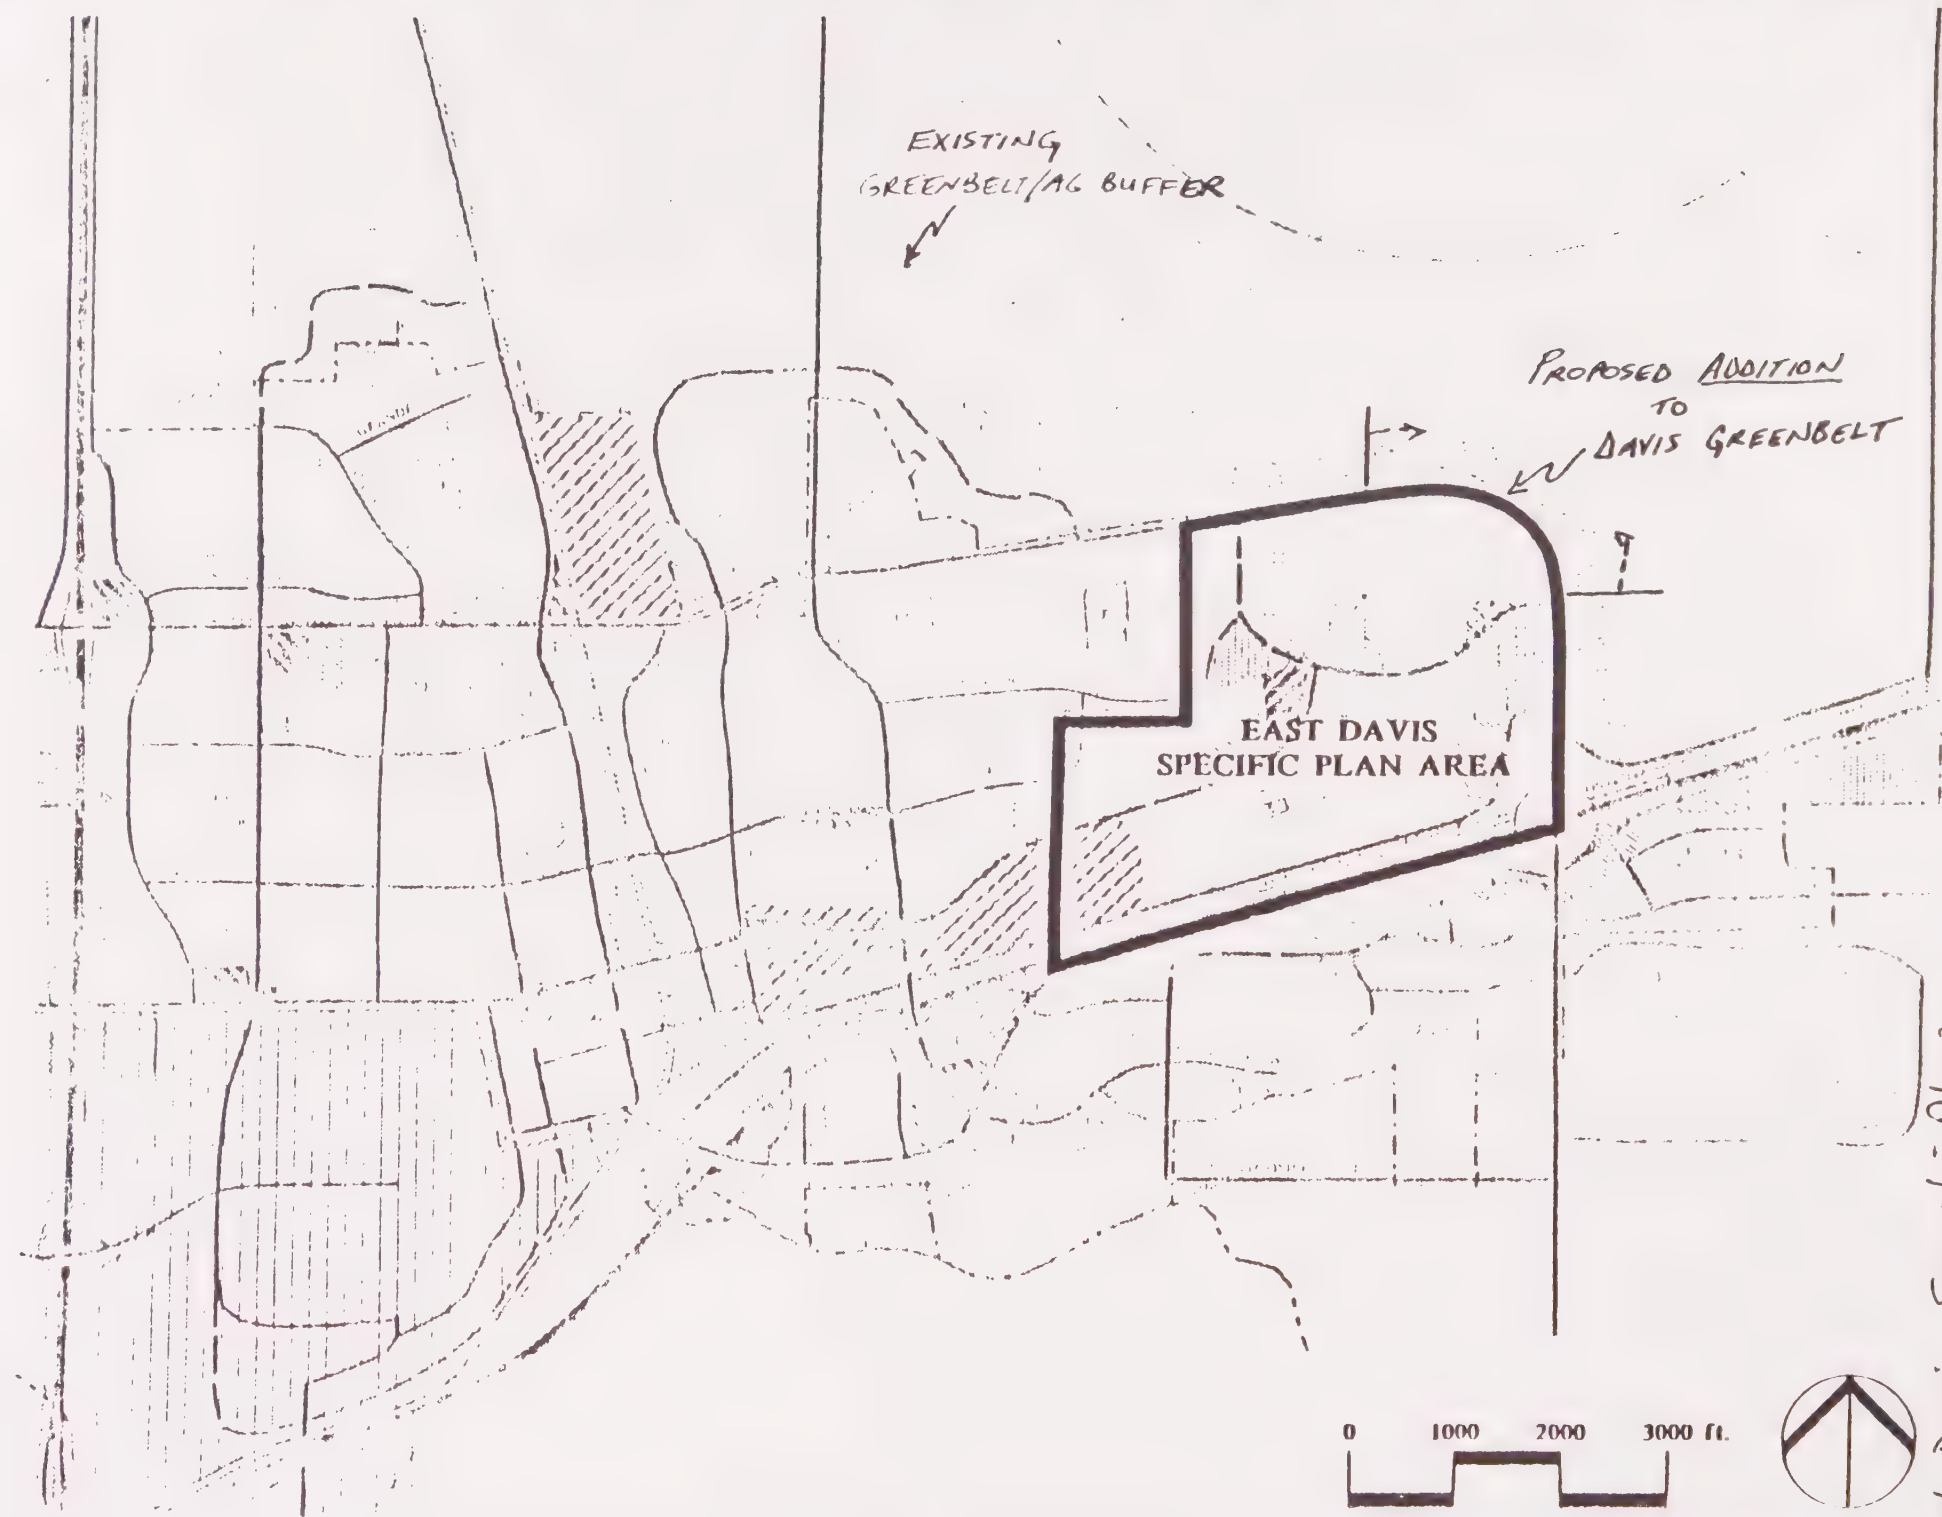 EXISTING
GREENBELT/AG BUFFER
PROPOSED ADDITION
TO
DAVIS GREENBELT
EAST DAVIS
SPECIFIC PLAN AREA
0 1000 2000 3000 ft.